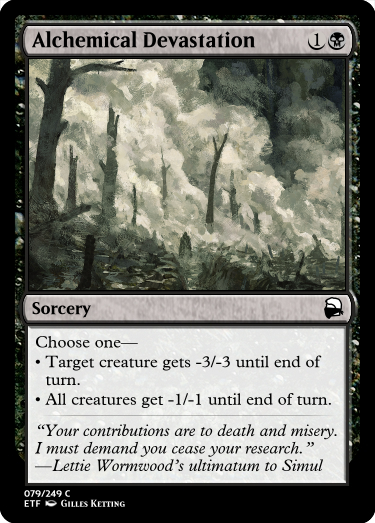 Alchemical Devastation 1
Sorcery
Choose one—
• Target creature gets -3/-3 until end of
turn.
• All creatures get -1/-1 until end of turn.
“Your contributions are to death and misery.
I must demand you cease your research.”
—Lettie Wormwood's ultimatum to Simul
079/249 C
ETF Gilles Ketting